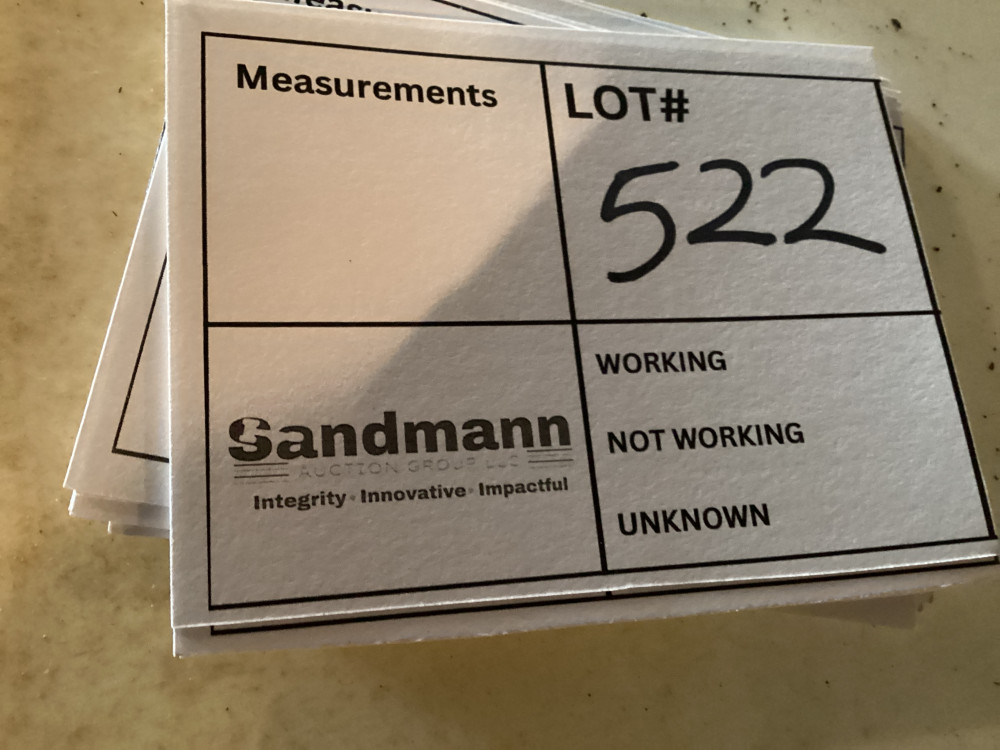 Measurements
LOT#
522
Sandmann
AUCTION GROUP LLC
Integrity · Innovative · Impactful
WORKING
NOT WORKING
UNKNOWN